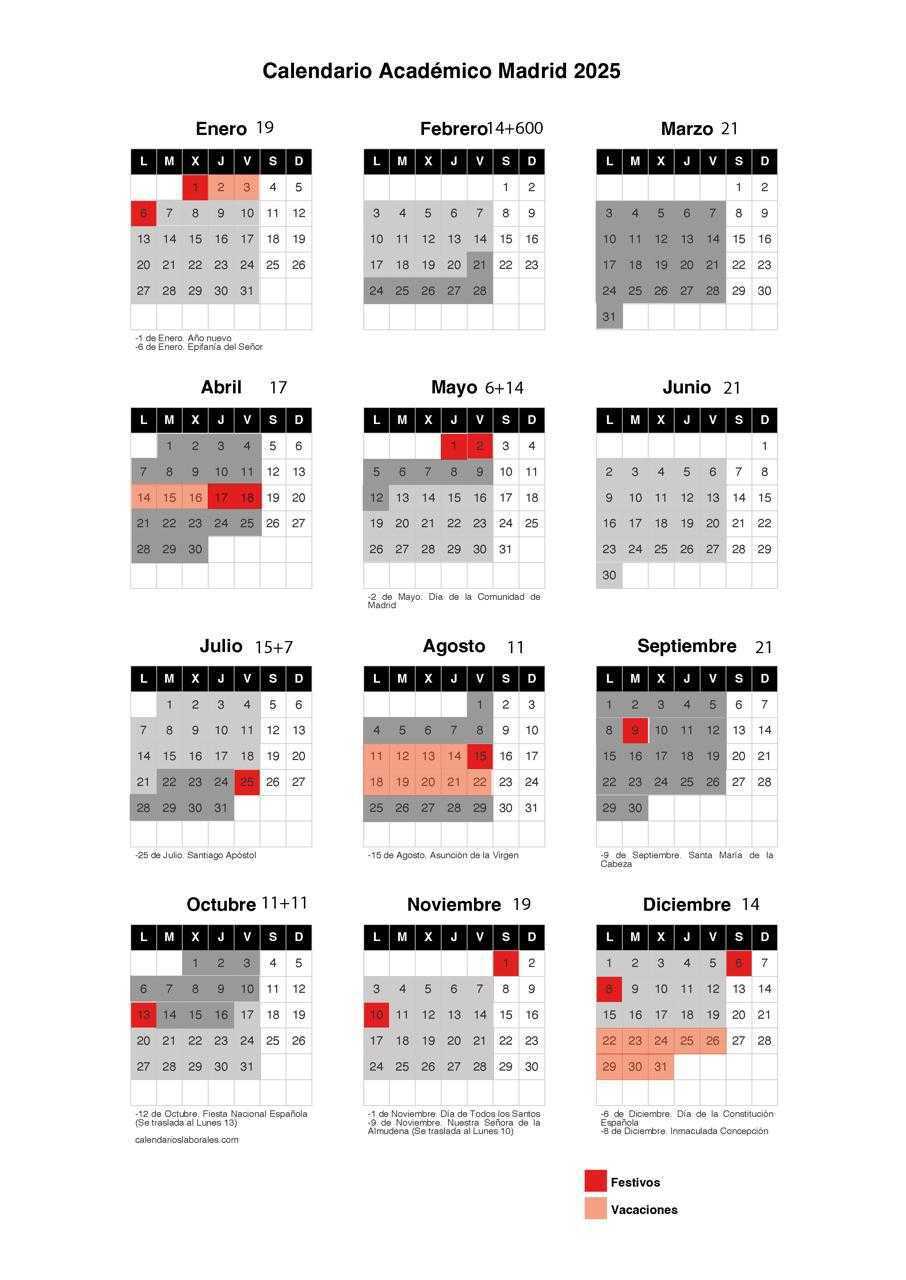 Calendario Académico Madrid 2025
Enero 19
L M X J V S D
1 2 3 4 5
6 7 8 9 10 11 12
13 14 15 16 17 18 19
20 21 22 23 24 25 26
27 28 29 30 31
-1 de Enero. Año nuevo
-6 de Enero. Epifanía del Señor
Febrero14+600
L M X J V S D
1 2
3 4 5 6 7 8 9
10 11 12 13 14 15 16
17 18 19 20 21 22 23
24 25 26 27 28
Marzo 21
L M X J V S D
1 2
3 4 5 6 7 8 9
10 11 12 13 14 15 16
17 18 19 20 21 22 23
24 25 26 27 28 29 30
31
Abril 17
L M X J V S D
1 2 3 4 5 6
7 8 9 10 11 12 13
14 15 16 17 18 19 20
21 22 23 24 25 26 27
28 29 30
Mayo 6+14
L M X J V S D
1 2 3 4
5 6 7 8 9 10 11
12 13 14 15 16 17 18
19 20 21 22 23 24 25
26 27 28 29 30 31
-2 de Mayo. Dia de la Comunidad de
Madrid
Junio 21
L M X J V S D
1
2 3 4 5 6 7 8
9 10 11 12 13 14 15
16 17 18 19 20 21 22
23 24 25 26 27 28 29
30
Julio 15+7
L M X J V S D
1 2 3 4 5 6
7 8 9 10 11 12 13
14 15 16 17 18 19 20
21 22 23 24 25 26 27
28 29 30 31
-25 de Julio. Santiago Apóstol
Agosto 11
L M X J V S D
1 2 3
4 5 6 7 8 9 10
11 12 13 14 15 16 17
18 19 20 21 22 23 24
25 26 27 28 29 30 31
-15 de Agosto. Asunción de la Virgen
Septiembre 21
L M X J V S D
1 2 3 4 5 6 7
8 9 10 11 12 13 14
15 16 17 18 19 20 21
22 23 24 25 26 27 28
29 30
-9 de Septiembre. Santa María de la
Cabeza
Octubre 11+11
L M X J V S D
1 2 3 4 5
6 7 8 9 10 11 12
13 14 15 16 17 18 19
20 21 22 23 24 25 26
27 28 29 30 31
-12 de Octubre. Fiesta Nacional Española
(Se traslada al Lunes 13)
calendarioslaborales.com
Noviembre 19
L M X J V S D
1 2
3 4 5 6 7 8 9
10 11 12 13 14 15 16
17 18 19 20 21 22 23
24 25 26 27 28 29 30
-1 de Noviembre. Día de Todos los Santos
-9 de Noviembre. Nuestra Señora de la
Almudena (Se traslada al Lunes 10)
Diciembre 14
L M X J V S D
1 2 3 4 5 6 7
8 9 10 11 12 13 14
15 16 17 18 19 20 21
22 23 24 25 26 27 28
29 30 31
-6 de Diciembre. Día de la Constitución
Española
-8 de Diciembre. Inmaculada Concepción
Festivos
Vacaciones